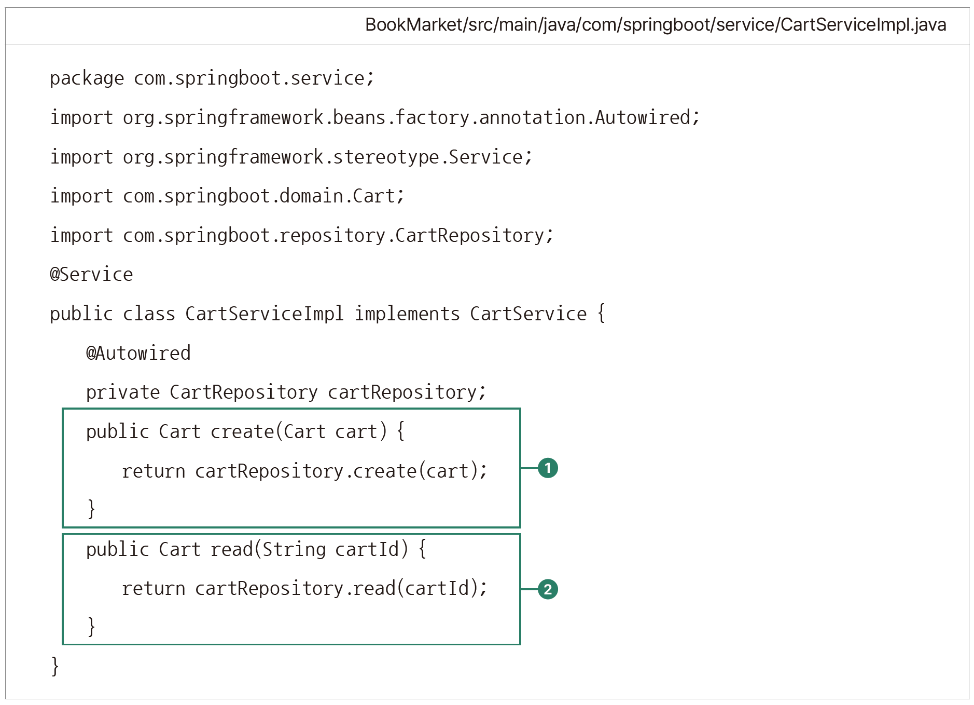 BookMarket/src/main/java/com/springboot/service/CartServiceImpl.java
package com.springboot.service;
import org.springframework.beans.factory.annotation.Autowired;
import org.springframework.stereotype.Service;
import com.springboot.domain.Cart;
import com.springboot.repository.CartRepository;
@Service
public class CartServiceImpl implements CartService {
@Autowired
private CartRepository cartRepository;
public Cart create(Cart cart) {
return cartRepository.create(cart);
1
}
public Cart read(String cartId) {
return cartRepository.read(cartId);
2
}
}